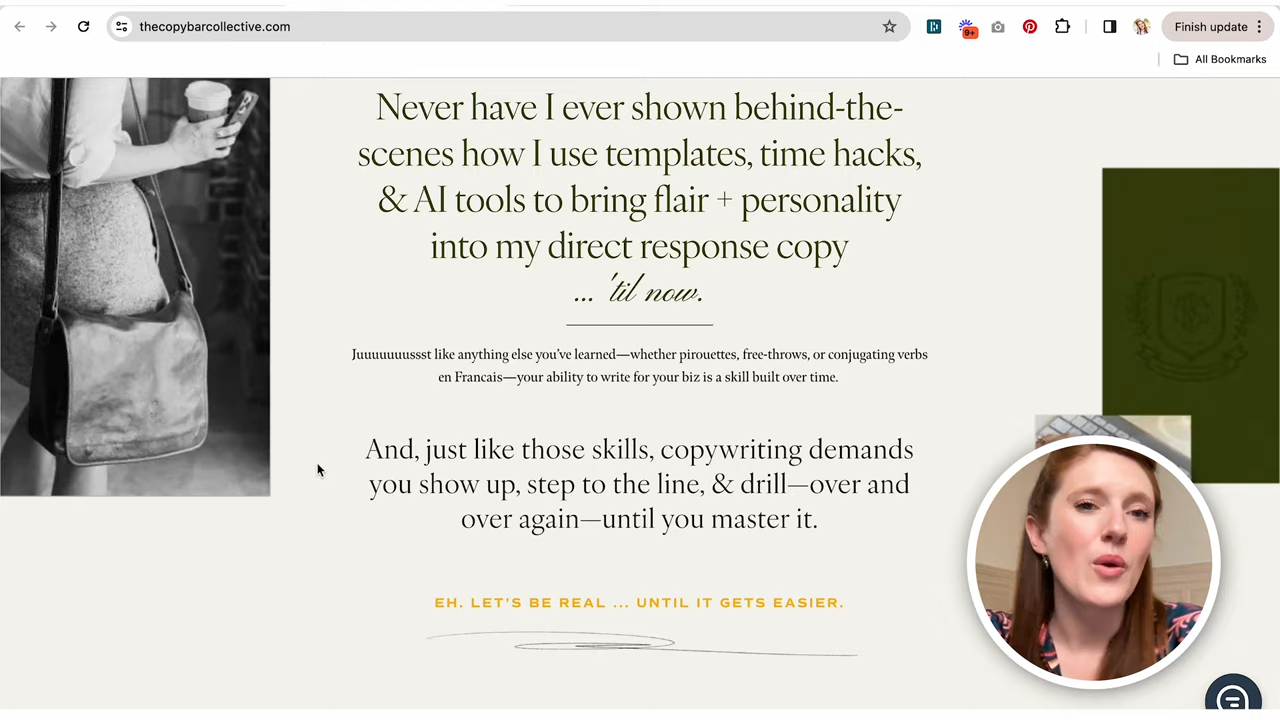 thecopybarcollective.com
9+
Finish update
All Bookmarks
Never have I ever shown behind-the-
scenes how I use templates, time hacks,
& AI tools to bring flair + personality
into my direct response copy
... 'til now.
Juuuuuuussst like anything else you've learned—whether pirouettes, free-throws, or conjugating verbs
en Francais—your ability to write for your biz is a skill built over time.
And, just like those skills, copywriting demands
you show up, step to the line, & drill—over and
over again—until you master it.
EH. LET'S BE REAL ... UNTIL IT GETS EASIER.